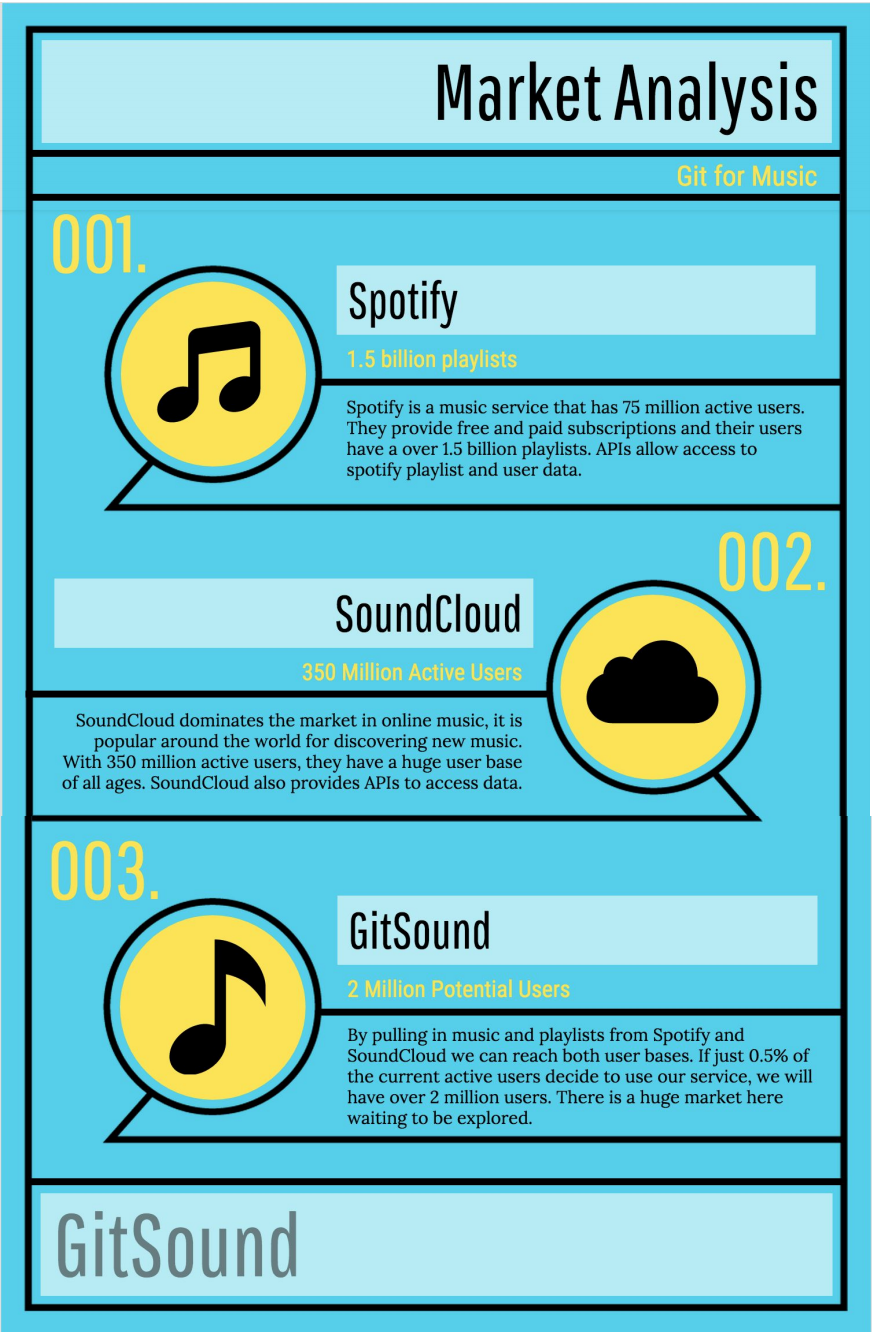 Market Analysis
Git for Music
001.
Spotify
1.5 billion playlists
Spotify is a music service that has 75 million active users.
They provide free and paid subscriptions and their users
have a over 1.5 billion playlists. APIs allow access to
spotify playlist and user data.
002.
SoundCloud
350 Million Active Users
SoundCloud dominates the market in online music, it is
popular around the world for discovering new music.
With 350 million active users, they have a huge user base
of all ages. SoundCloud also provides APIs to access data.
003.
GitSound
2 Million Potential Users
By pulling in music and playlists from Spotify and
SoundCloud we can reach both user bases. If just 0.5% of
the current active users decide to use our service, we will
have over 2 million users. There is a huge market here
waiting to be explored.
GitSound